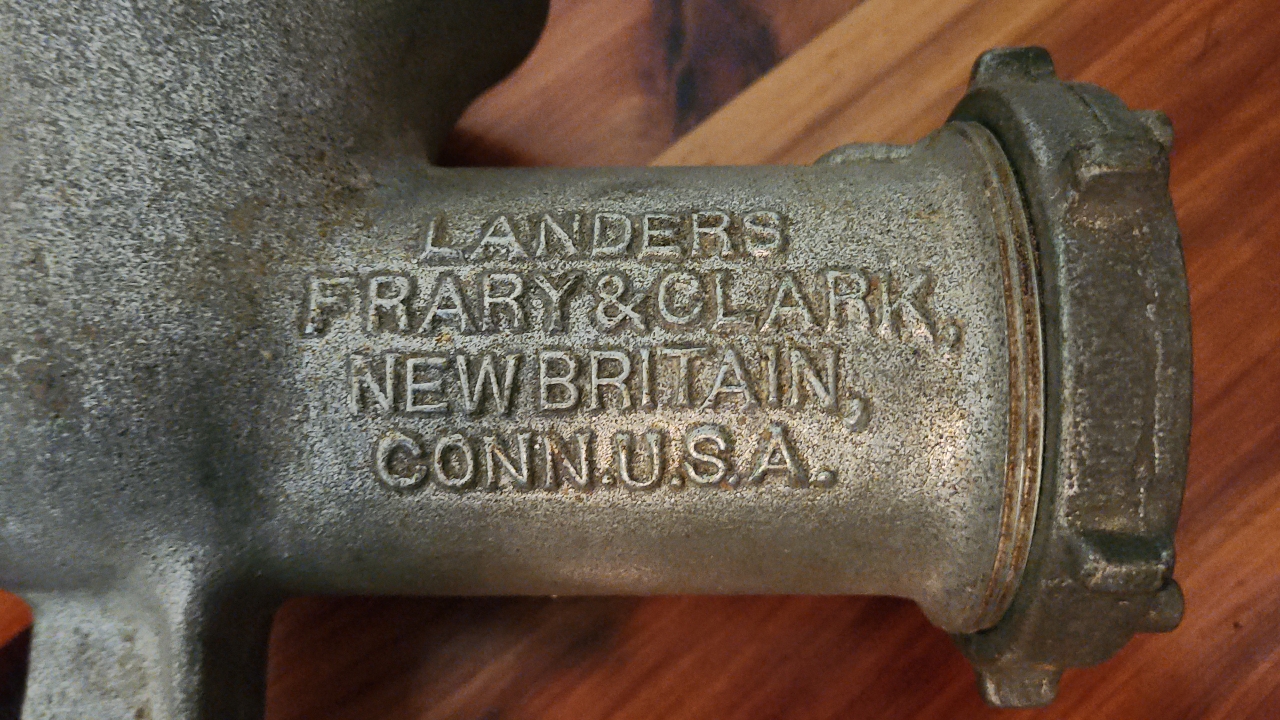 LANDERS
FRARY & CLARK,
NEW BRITAIN,
CONN. U.S.A.